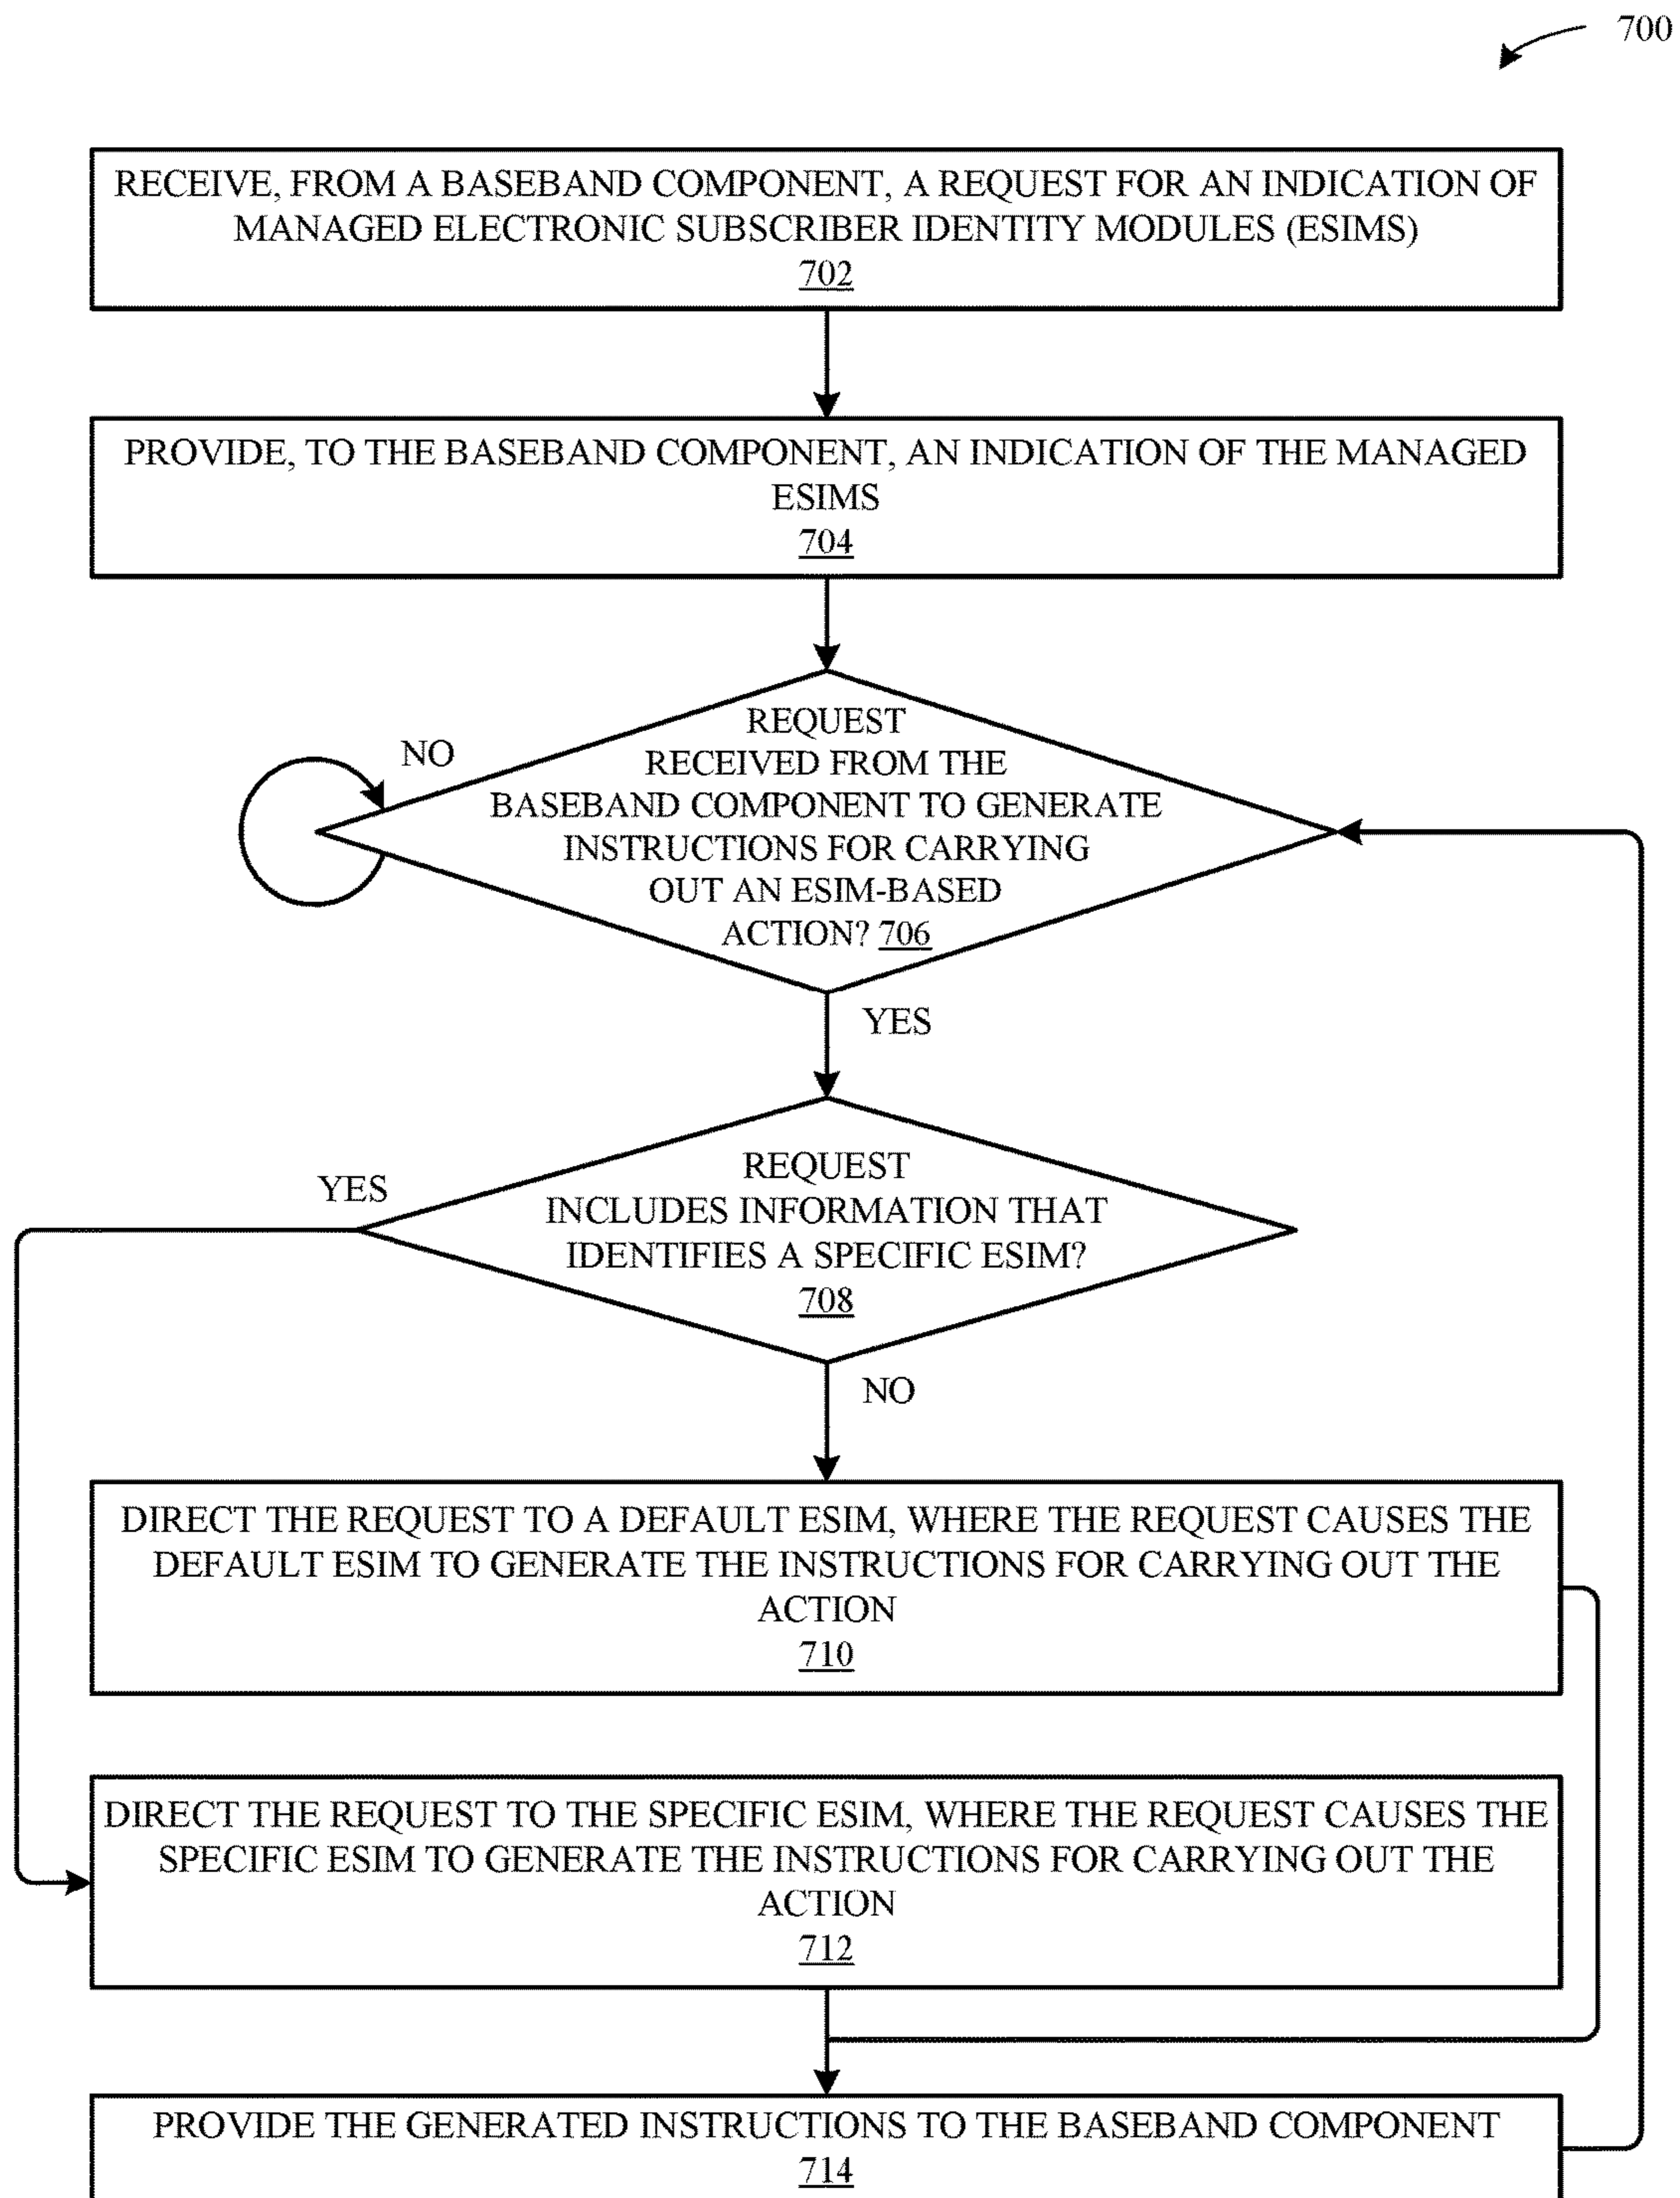 700
RECEIVE, FROM A BASEBAND COMPONENT, A REQUEST FOR AN INDICATION OF
MANAGED ELECTRONIC SUBSCRIBER IDENTITY MODULES (ESIMS)
702
PROVIDE, TO THE BASEBAND COMPONENT, AN INDICATION OF THE MANAGED
ESIMS
704
NO
REQUEST
RECEIVED FROM THE
BASEBAND COMPONENT TO GENERATE
INSTRUCTIONS FOR CARRYING
OUT AN ESIM-BASED
ACTION? 706
YES
YES
REQUEST
INCLUDES INFORMATION THAT
IDENTIFIES A SPECIFIC ESIM?
708
NO
DIRECT THE REQUEST TO A DEFAULT ESIM, WHERE THE REQUEST CAUSES THE
DEFAULT ESIM TO GENERATE THE INSTRUCTIONS FOR CARRYING OUT THE
ACTION
710
DIRECT THE REQUEST TO THE SPECIFIC ESIM, WHERE THE REQUEST CAUSES THE
SPECIFIC ESIM TO GENERATE THE INSTRUCTIONS FOR CARRYING OUT THE
ACTION
712
PROVIDE THE GENERATED INSTRUCTIONS TO THE BASEBAND COMPONENT
714